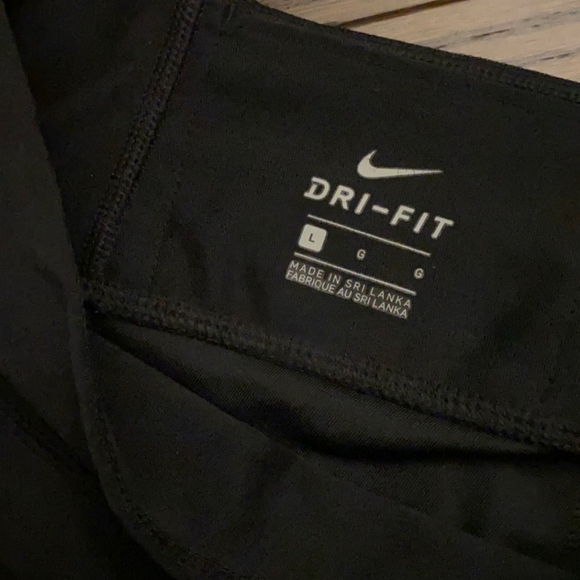 DRI-FIT
L G G
MADE IN SRI LANKA
FABRIQUE AU SRI LANKA